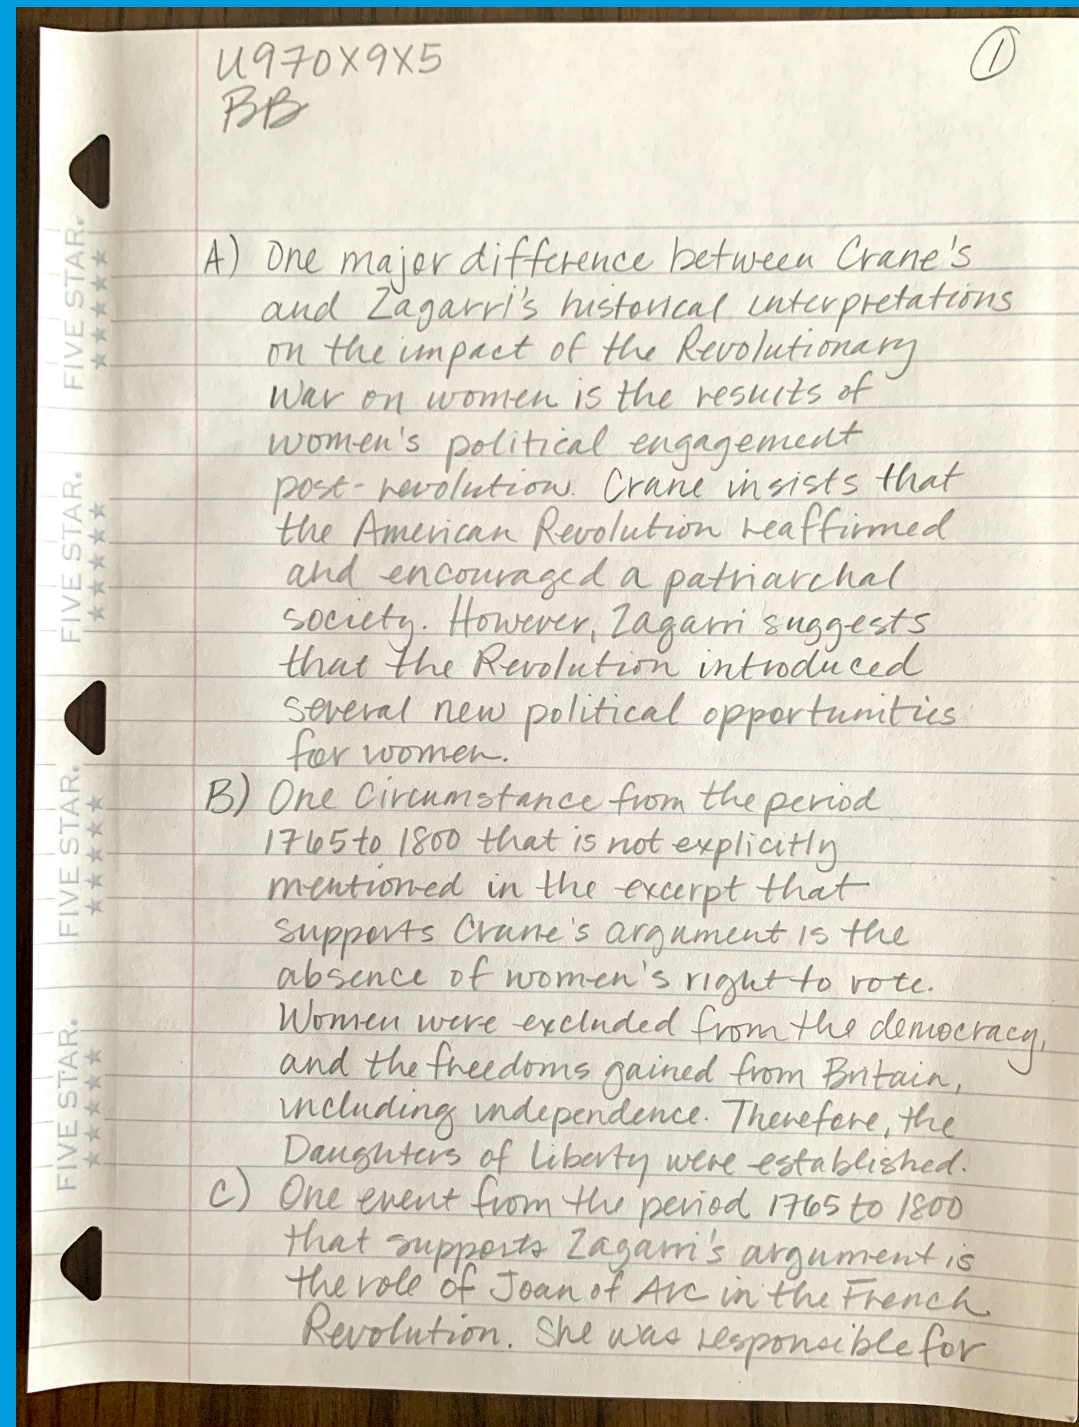 U970X9X5
1
BB
A) One major difference between Crane's
and Zagarri's historical interpretations
on the impact of the Revolutionary
War on women is the results of
women's political engagement
post-revolution. Crane insists that
the American Revolution reaffirmed
and encouraged a patriarchal
society. However, Zagarri suggests
that the Revolution introduced
several new political opportunities
for women.
B) One Circumstance from the period
1765 to 1800 that is not explicitly
mentioned in the excerpt that
supports Crane's argument is the
absence of women's right to vote.
Women were excluded from the democracy,
and the freedoms gained from Britain,
including independence. Therefore, the
Daughters of Liberty were established.
C) One event from the period 1765 to 1800
that supports Zagarri's argument is
the role of Joan of Arc in the French
Revolution. She was responsible for
FIVE STAR.
FIVE STAR.
FIVE STAR.
FIVE STAR.